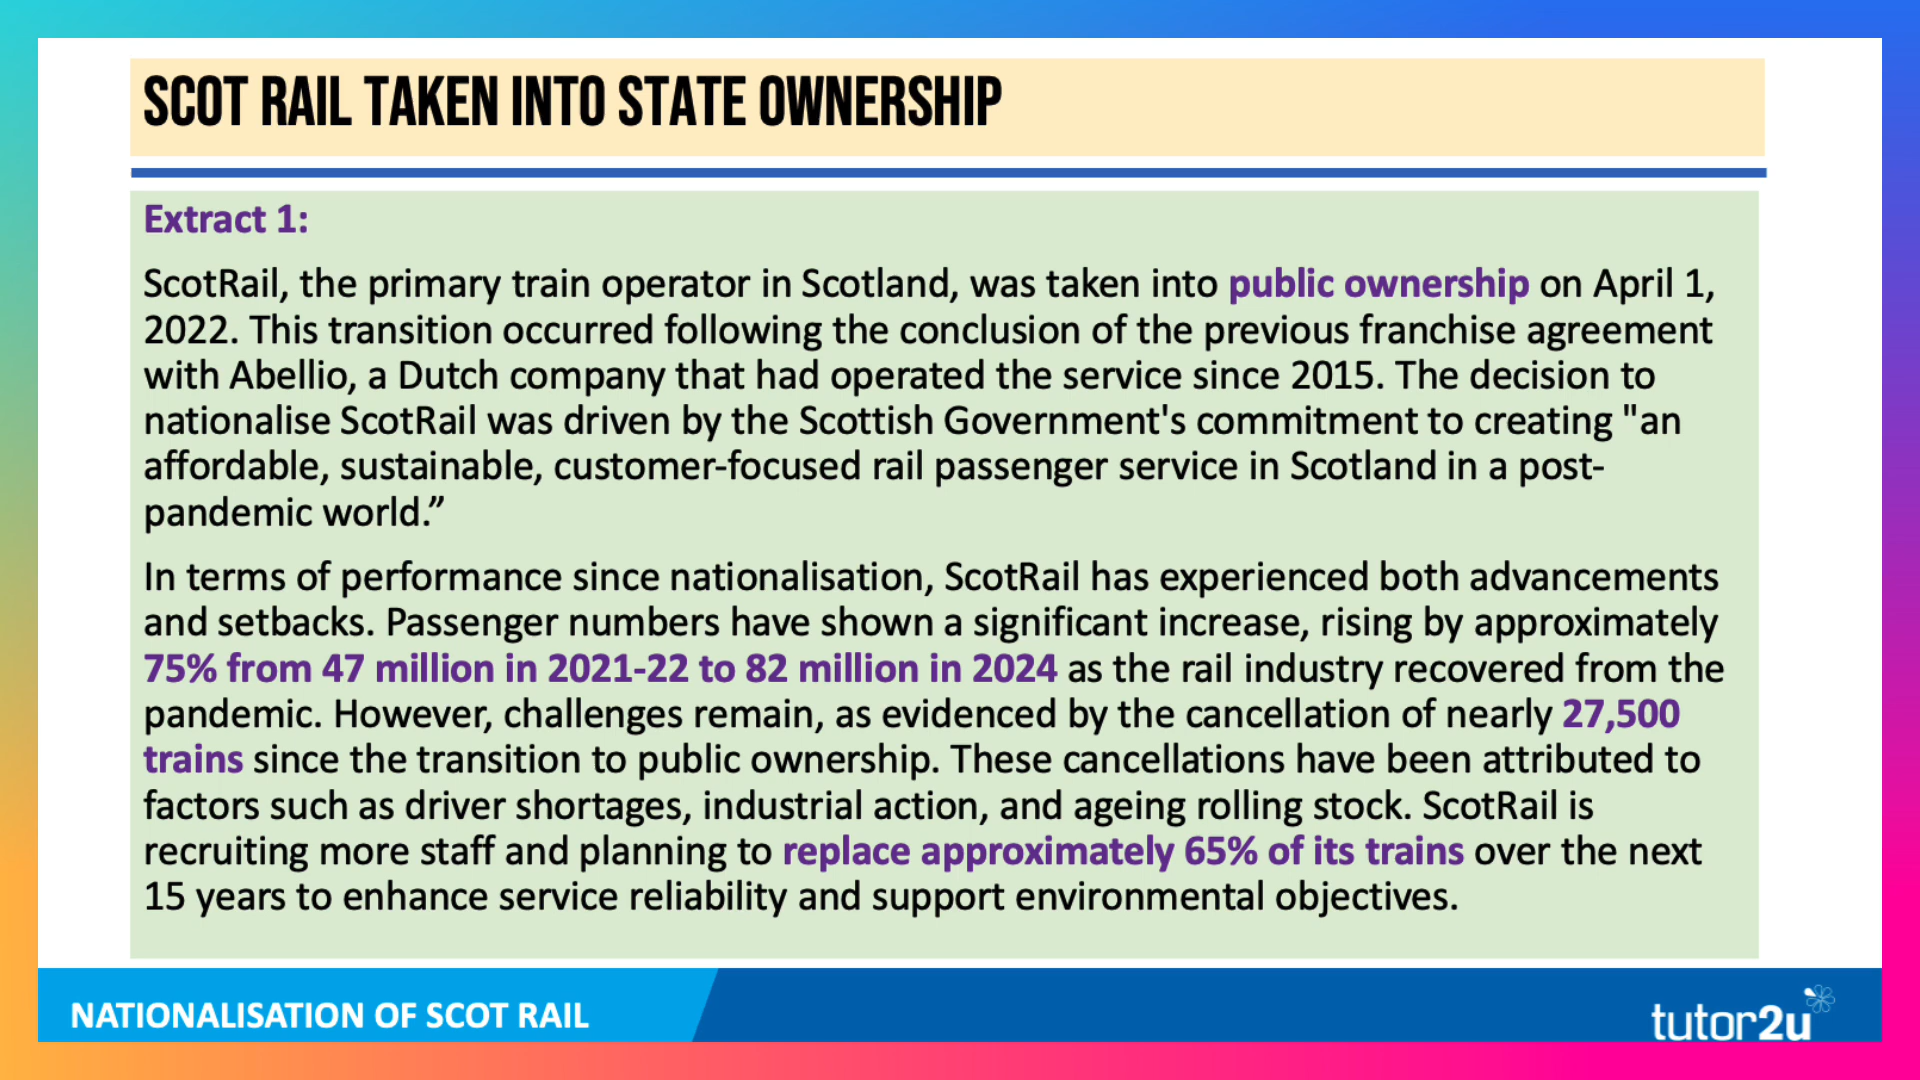 SCOT RAIL TAKEN INTO STATE OWNERSHIP
Extract 1:
ScotRail, the primary train operator in Scotland, was taken into public ownership on April 1,
2022. This transition occurred following the conclusion of the previous franchise agreement
with Abellio, a Dutch company that had operated the service since 2015. The decision to
nationalise ScotRail was driven by the Scottish Government's commitment to creating "an
affordable, sustainable, customer-focused rail passenger service in Scotland in a post-
pandemic world.”
In terms of performance since nationalisation, ScotRail has experienced both advancements
and setbacks. Passenger numbers have shown a significant increase, rising by approximately
75% from 47 million in 2021-22 to 82 million in 2024 as the rail industry recovered from the
pandemic. However, challenges remain, as evidenced by the cancellation of nearly 27,500
trains since the transition to public ownership. These cancellations have been attributed to
factors such as driver shortages, industrial action, and ageing rolling stock. ScotRail is
recruiting more staff and planning to replace approximately 65% of its trains over the next
15 years to enhance service reliability and support environmental objectives.
NATIONALISATION OF SCOT RAIL
tutor2u